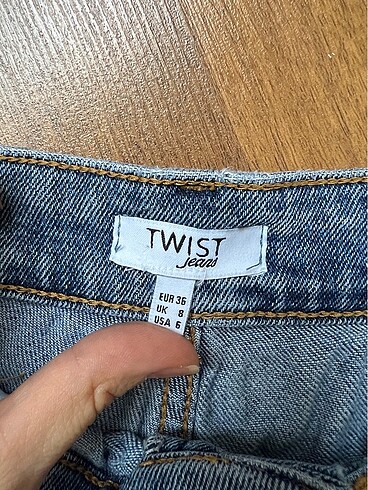 TWIST
jeans
EUR 36
UK 8
USA 6